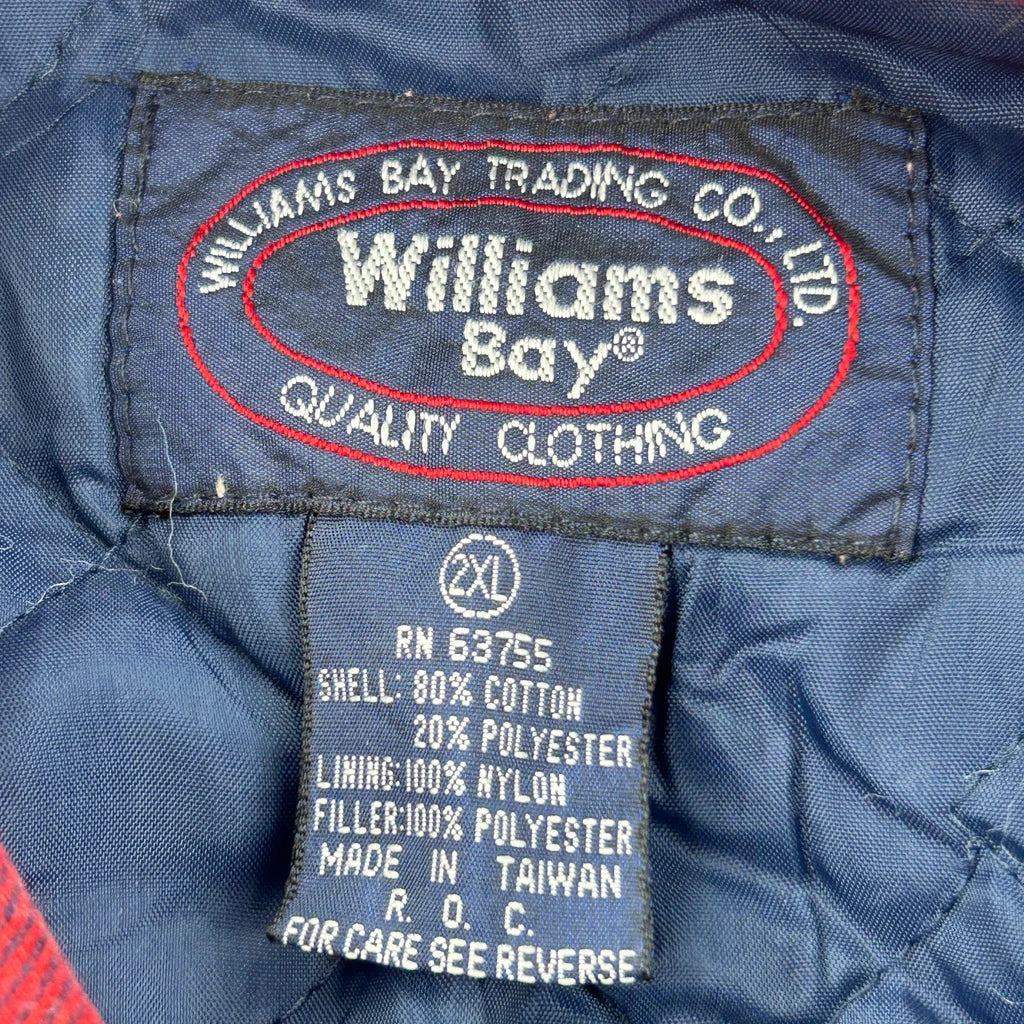 WILLIAMS BAY TRADING CO., LTD.
Williams
Bay®
QUALITY CLOTHING
2XL
RN 63755
SHELL: 80% COTTON
20% POLYESTER
LINING:100% NYLON
FILLER:100% POLYESTER
MADE IN TAIWAN
R. O. C.
FOR CARE SEE REVERSE